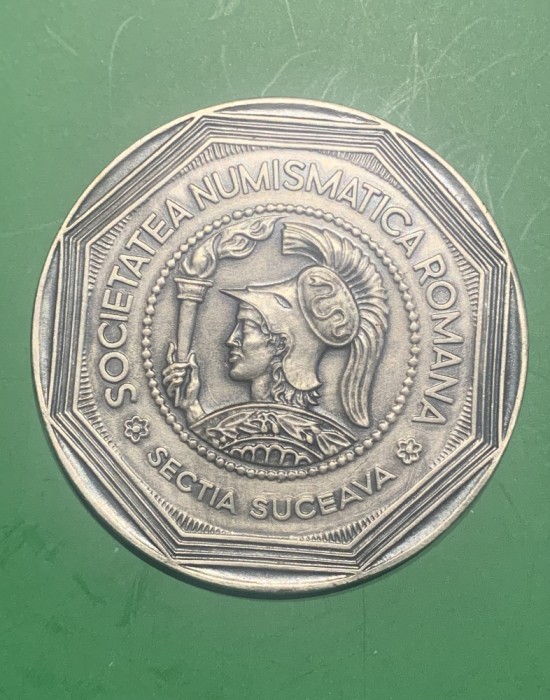 SOCIETATEA NUMISMATICA ROMANA
SECTIA SUCEAVA